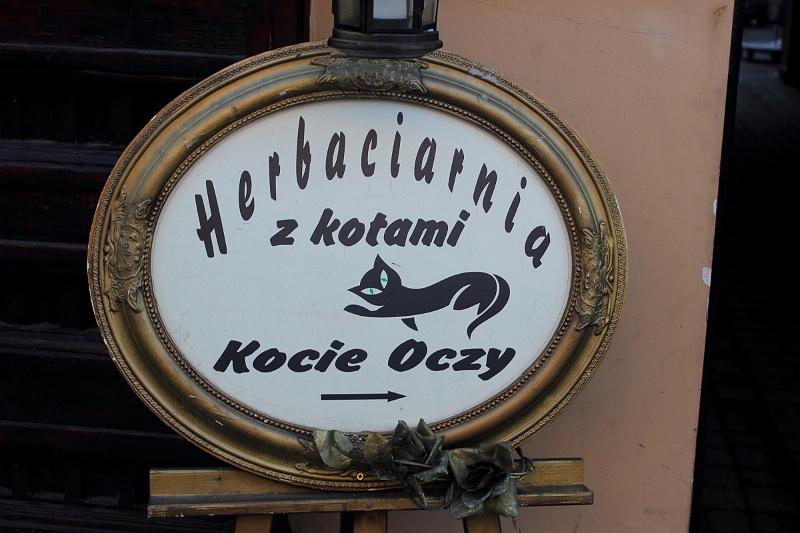 Herbaciarnia
z kotami
Kocie Oczy